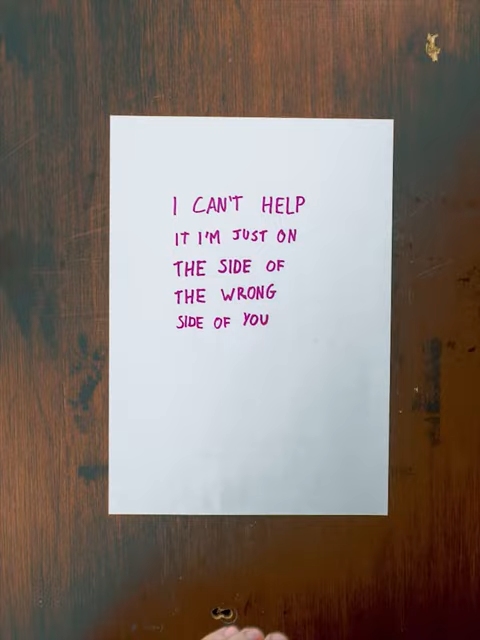 I CAN'T HELP
IT I'M JUST ON
THE SIDE OF
THE WRONG
SIDE OF YOU